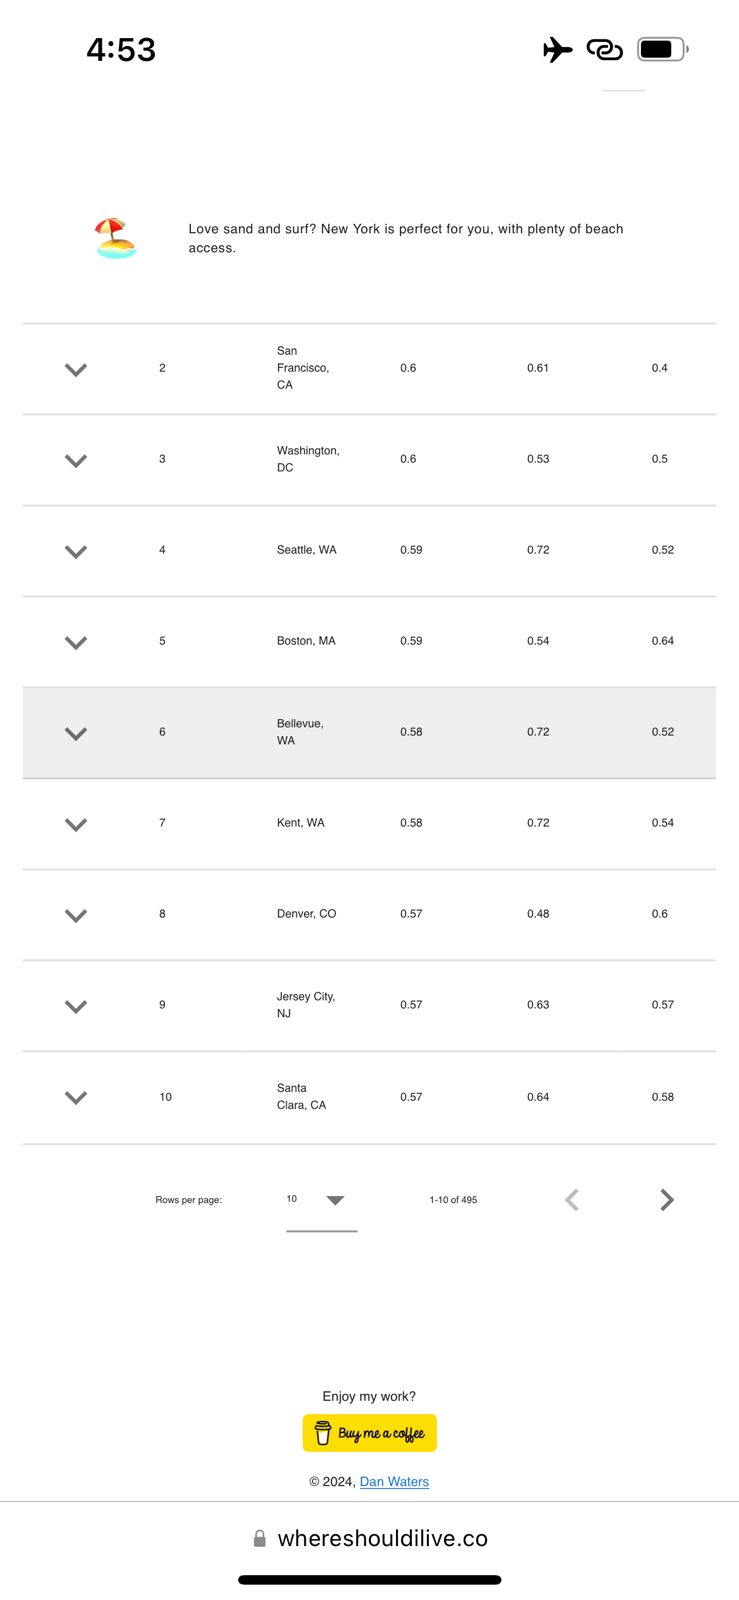 4:53
Love sand and surf? New York is perfect for you, with plenty of beach
access.
2
San
Francisco,
CA
0.6
0.61
0.4
3
Washington,
DC
0.6
0.53
0.5
4
Seattle, WA
0.59
0.72
0.52
5
Boston, MA
0.59
0.54
0.64
6
Bellevue,
WA
0.58
0.72
0.52
7
Kent, WA
0.58
0.72
0.54
8
Denver, CO
0.57
0.48
0.6
9
Jersey City,
NJ
0.57
0.63
0.57
10
Santa
Clara, CA
0.57
0.64
0.58
Rows per page:
10
1-10 of 495
Enjoy my work?
Buy me a coffee
© 2024, Dan Waters
whereshouldilive.co